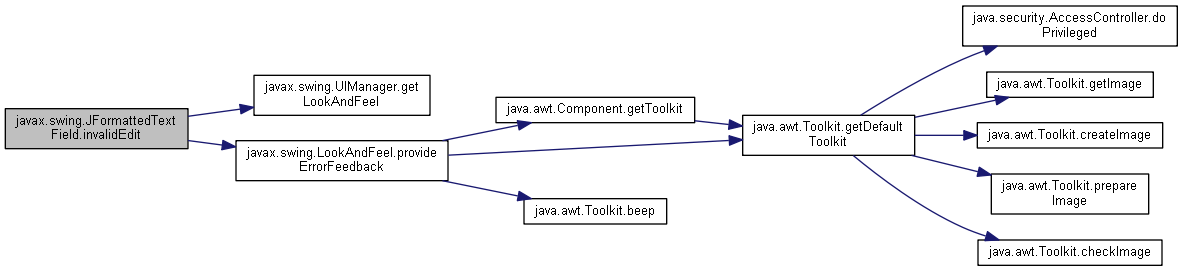 javax.swing.JFormattedText
Field.invalidEdit
javax.swing.UIManager.get
LookAndFeel
javax.swing.LookAndFeel.provide
ErrorFeedback
java.awt.Component.getToolkit
java.awt.Toolkit.beep
java.awt.Toolkit.getDefault
Toolkit
java.security.AccessController.do
Privileged
java.awt.Toolkit.getImage
java.awt.Toolkit.createImage
java.awt.Toolkit.prepare
Image
java.awt.Toolkit.checkImage